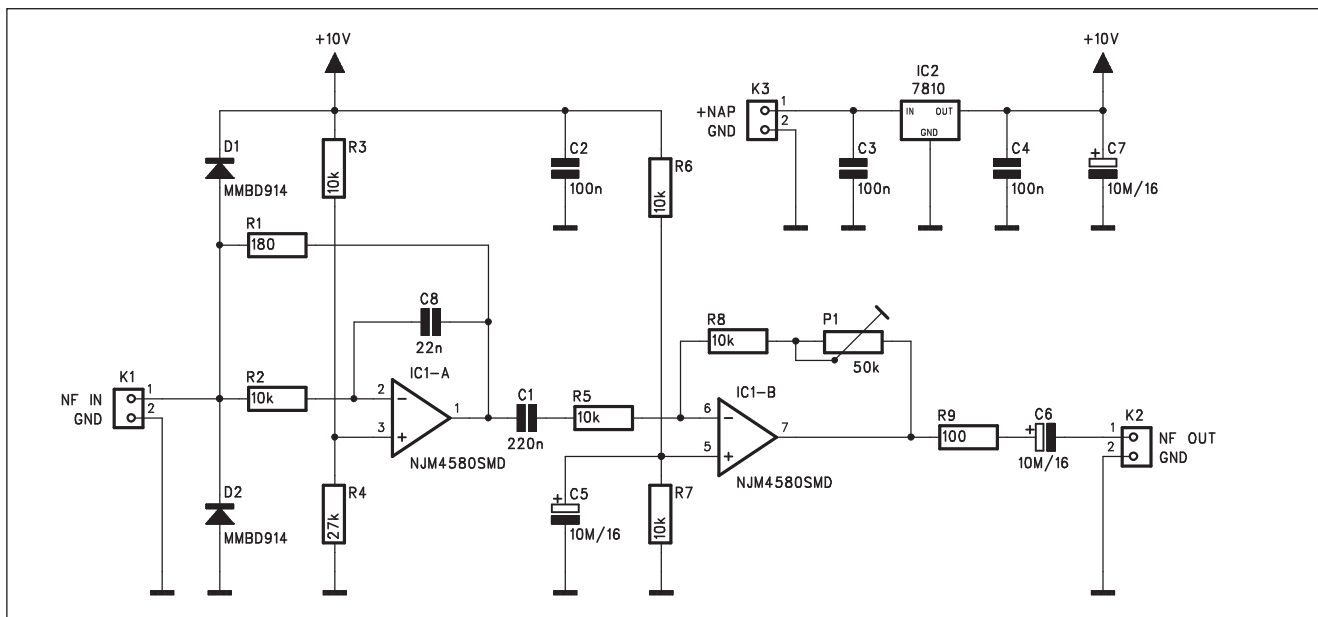 +10V
+10V
IC2
7810
K3
+NAP
GND
1
2
IN
OUT
GND
D1
MMBD914
R3
10k
C2
100n
R6
10k
C3
100n
C4
100n
+
C7
10M/16
R1
180
C8
22n
R8
10k
P1
50k
K1
NF IN
GND
1
2
R2
10k
IC1-A
2
-
3
+
1
NJM4580SMD
C1
220n
R5
10k
IC1-B
6
-
5
+
7
NJM4580SMD
R9
100
C6
+
10M/16
K2
1
2
NF OUT
GND
D2
MMBD914
R4
27k
+
C5
10M/16
R7
10k